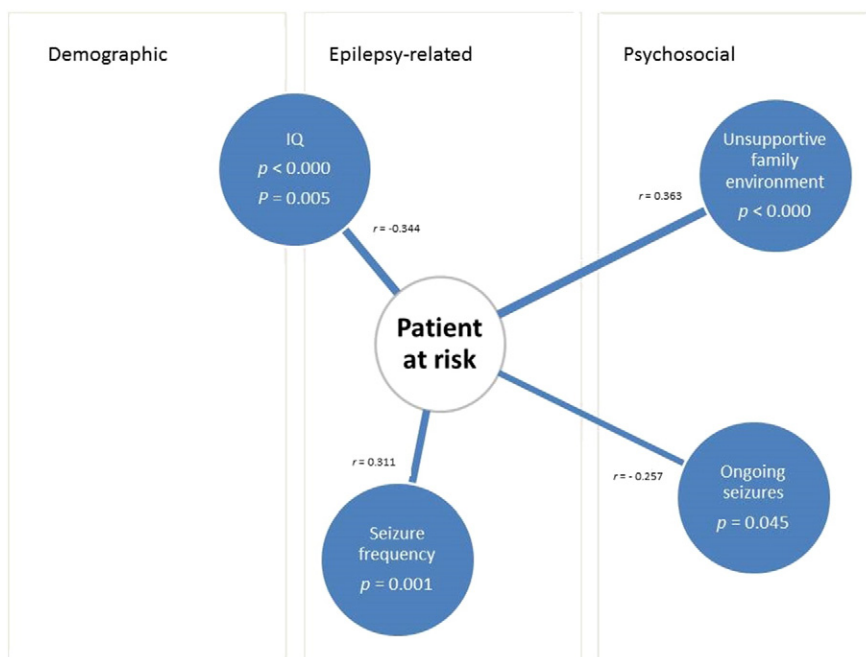 Demographic
Epilepsy-related
Psychosocial
IQ
p < 0.000
P = 0.005
Unsupportive
family
environment
p < 0.000
r = 0.363
r = -0.344
Patient
at risk
r = 0.311
r = - 0.257
Ongoing
seizures
p = 0.045
Seizure
frequency
p = 0.001